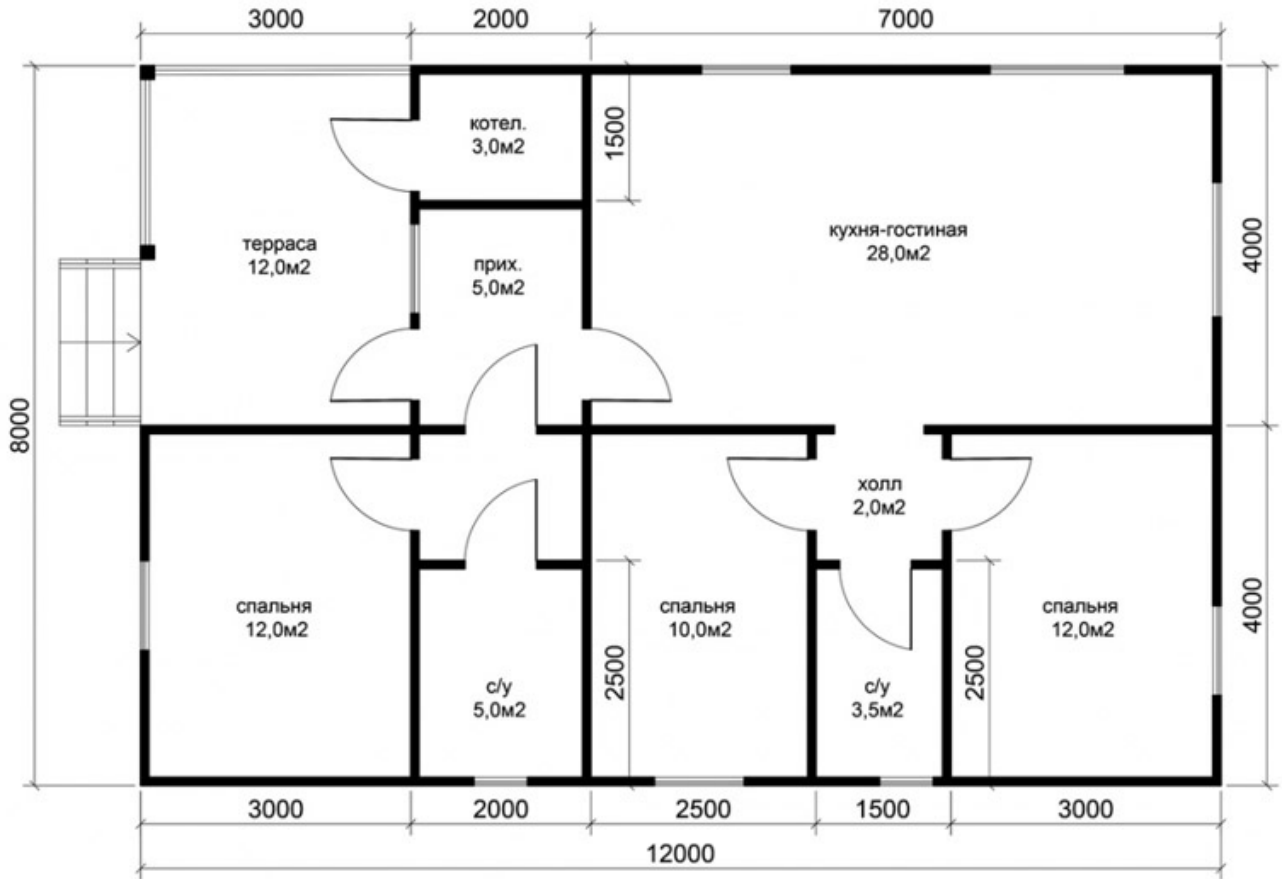 3000
2000
7000
котел.
3,0м2
1500
терраса
12,0м2
прих.
5,0м2
кухня-гостиная
28,0м2
4000
8000
холл
2,0м2
спальня
12,0м2
спальня
10,0м2
спальня
12,0м2
4000
2500
2500
с/у
5,0м2
с/у
3,5м2
3000
2000
2500
1500
3000
12000